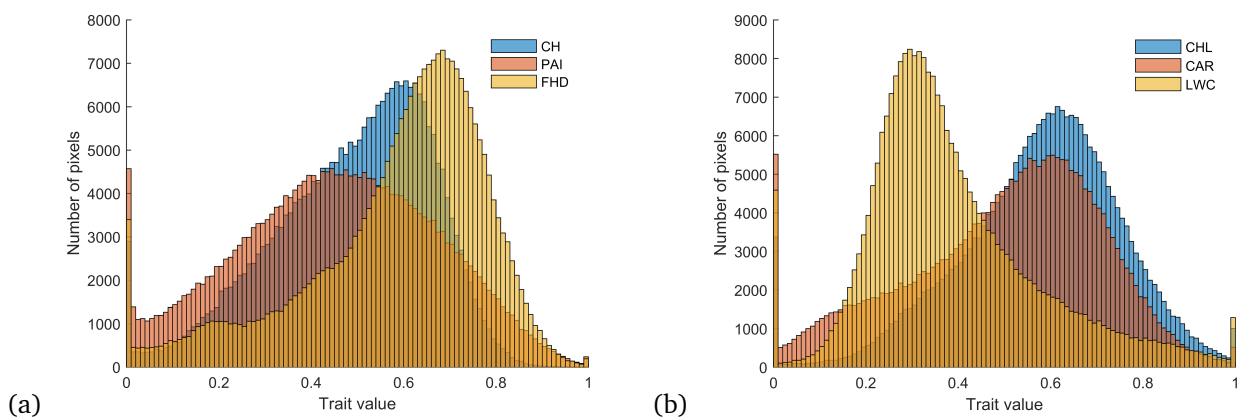 8000
7000
6000
5000
4000
3000
2000
1000
0
Number of pixels
CH
PAI
FHD
0 0.2 0.4 0.6 0.8 1
Trait value
(a)
9000
8000
7000
6000
5000
4000
3000
2000
1000
0
Number of pixels
CHL
CAR
LWC
0 0.2 0.4 0.6 0.8 1
Trait value
(b)